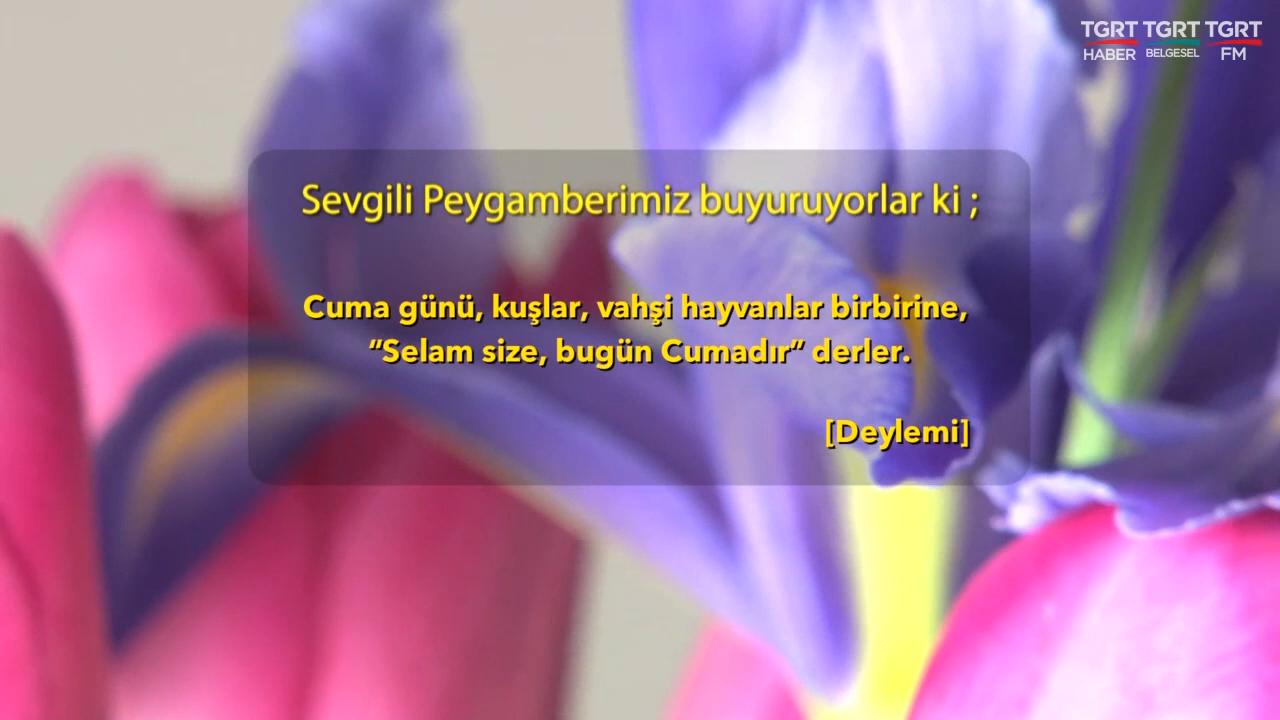 TGRT TGRT TGRT
HABER BELGESEL FM
Sevgili Peygamberimiz buyuruyorlar ki ;
Cuma günü, kuşlar, vahşi hayvanlar birbirine,
“Selam size, bugün Cumadır” derler.
[Deylemi]